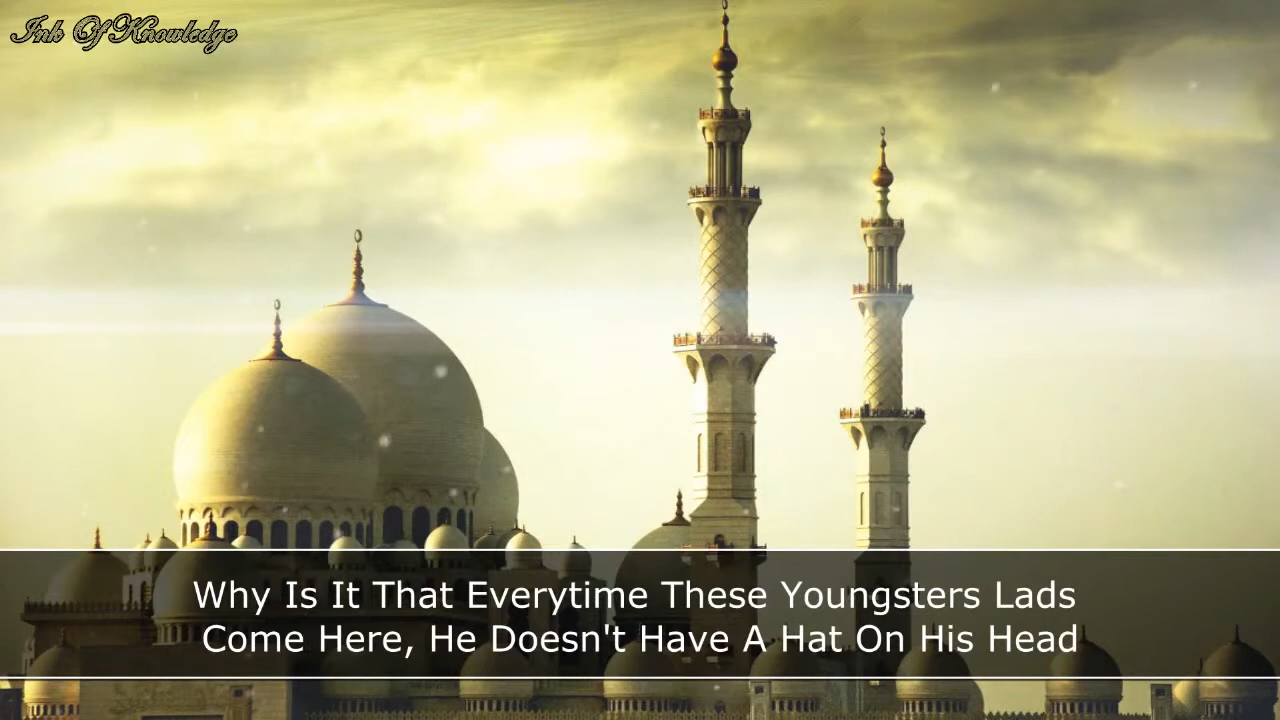 Ink Of Knowledge
Why Is It That Everytime These Youngsters Lads
Come Here, He Doesn't Have A Hat On His Head